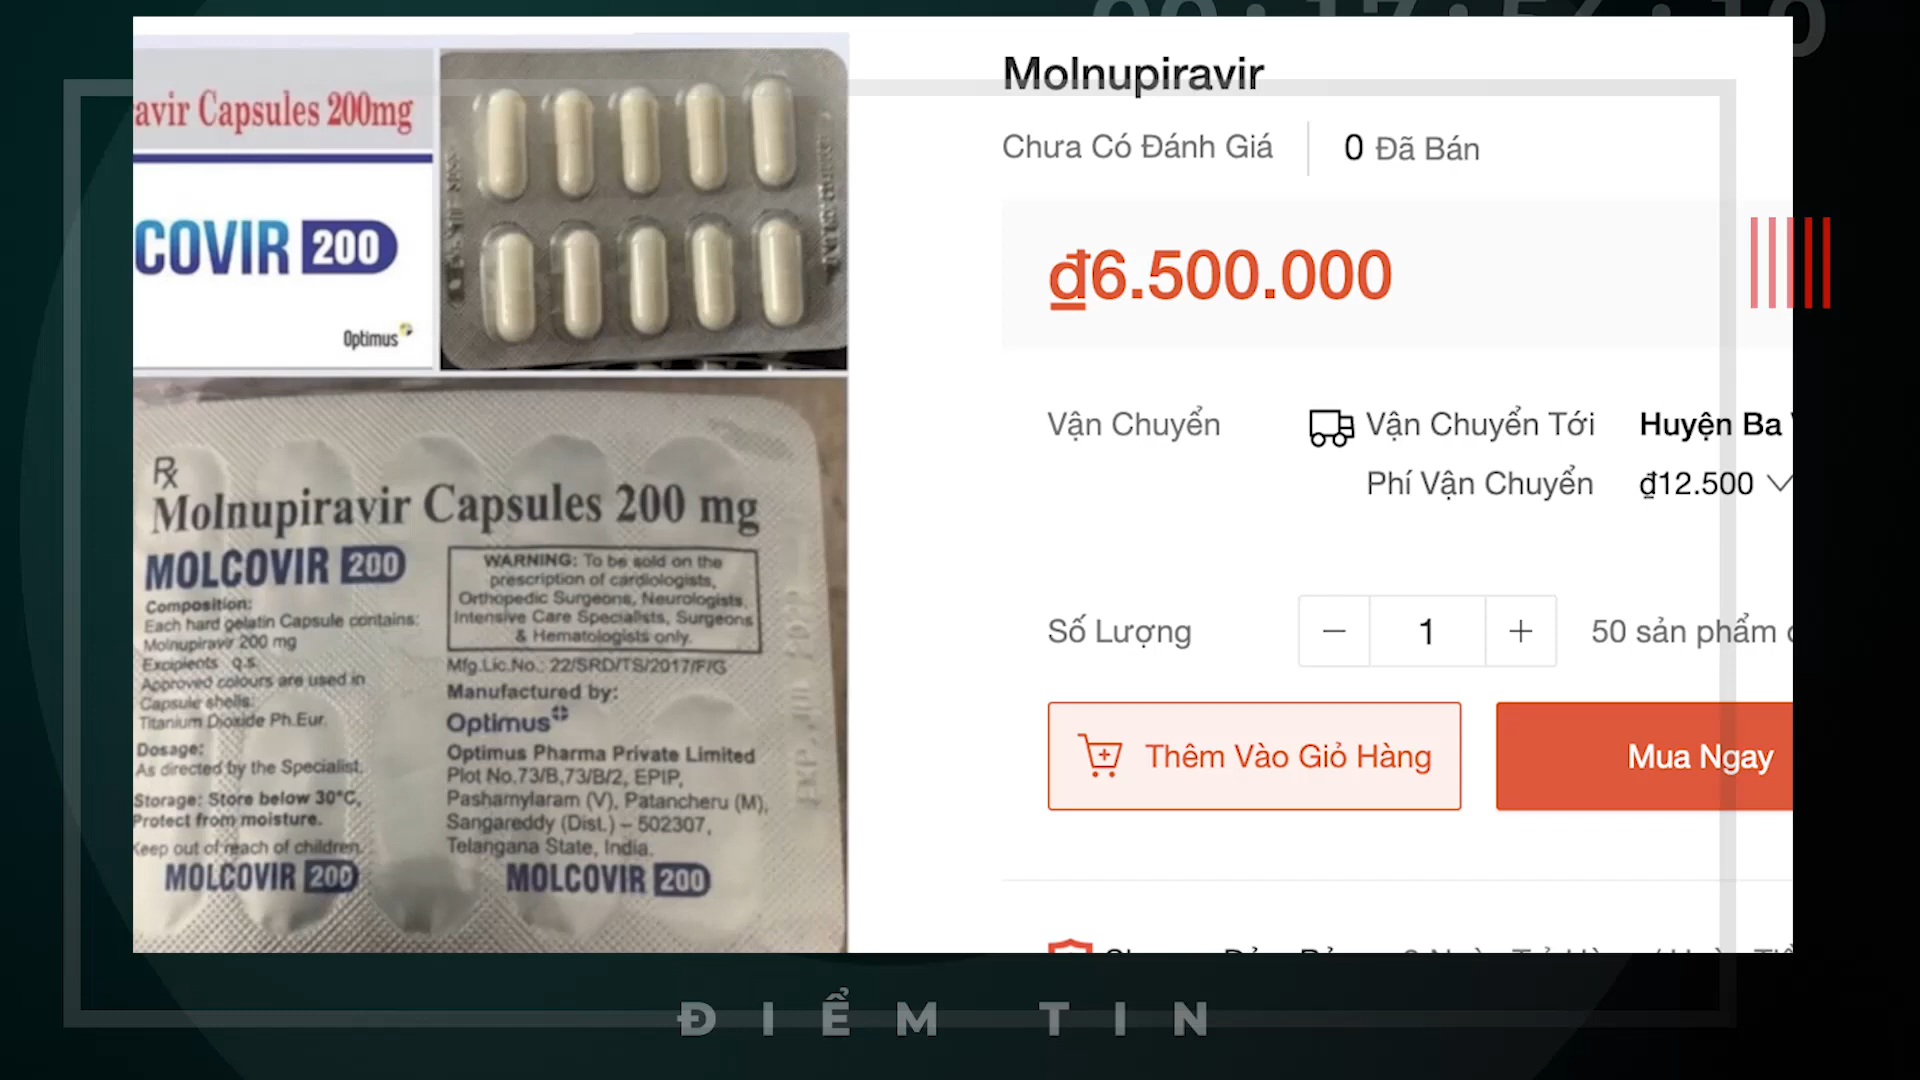 avir Capsules 200mg
COVIR 200
Optimus
Rx
Molnupiravir Capsules 200 mg
MOLCOVIR 200
Composition:
Each hard gelatin Capsule contains:
Molnupiravir 200 mg
Excipients q.s.
Approved colours are used in
Capsule shells:
Titanium Dioxide Ph.Eur.
Dosage:
As directed by the Specialist.
Storage: Store below 30°C,
Protect from moisture.
Keep out of reach of children.
MOLCOVIR 200
WARNING: To be sold on the
prescription of cardiologists,
Orthopedic Surgeons, Neurologists,
Intensive Care Specialists, Surgeons
& Hematologists only.
Mfg.Lic.No.: 22/SRD/TS/2017/F/G
Manufactured by:
Optimus
Optimus Pharma Private Limited
Plot No.73/B,73/B/2, EPIP,
Pashamylaram (V), Patancheru (M),
Sangareddy (Dist.) – 502307,
Telangana State, India.
MOLCOVIR 200
Molnupiravir
Chưa Có Đánh Giá
0 Đã Bán
₫6.500.000
Vận Chuyển
Vận Chuyển Tới
Huyện Ba
Phí Vận Chuyển
₫12.500
Số Lượng
− 1 +
50 sản phẩm
Thêm Vào Giỏ Hàng
Mua Ngay
ĐIỂM TIN